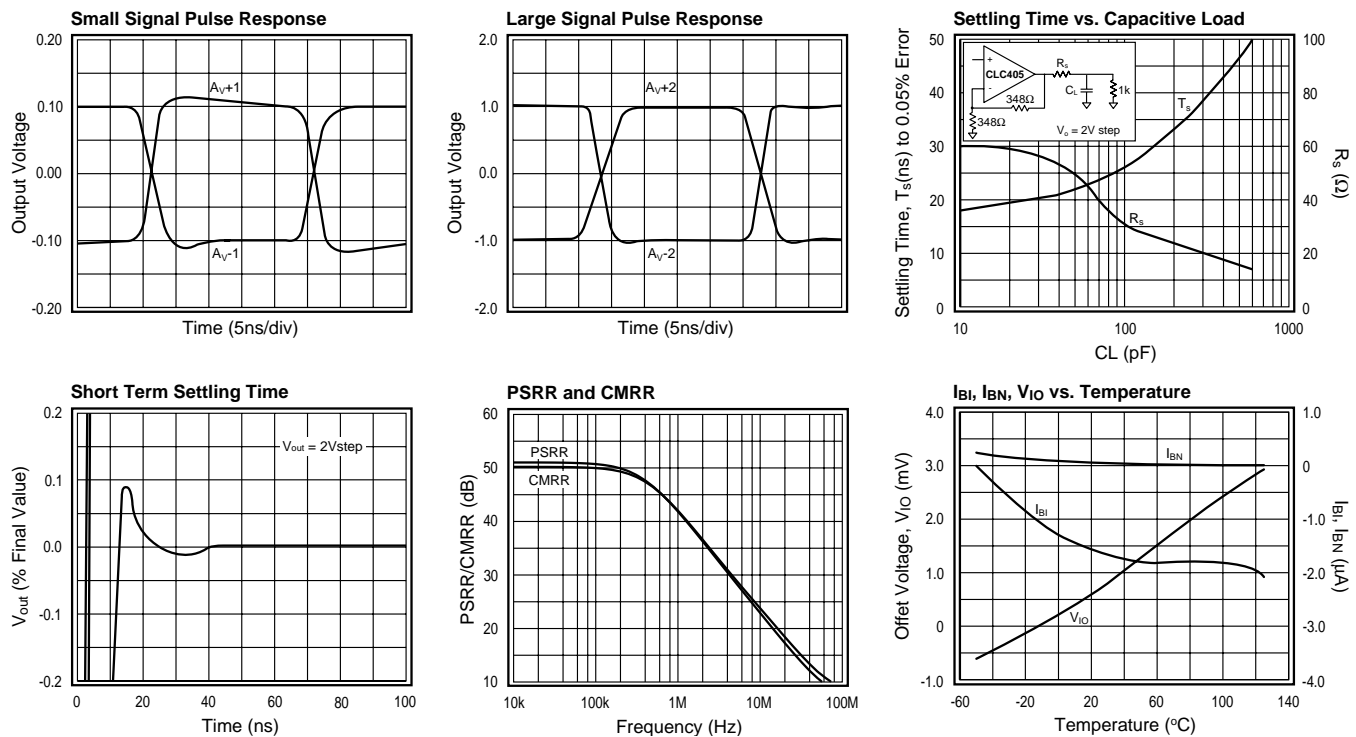 Small Signal Pulse Response
Output Voltage
0.20
0.10
0.00
-0.10
-0.20
AV+1
AV-1
Time (5ns/div)
Large Signal Pulse Response
Output Voltage
2.0
1.0
0.00
-1.0
-2.0
AV+2
AV-2
Time (5ns/div)
Settling Time vs. Capacitive Load
Settling Time, Ts(ns) to 0.05% Error
50
40
30
20
10
0
+
CLC405
-
Rs
CL
1k
348Ω
348Ω
Vo = 2V step
Ts
Rs
100
80
60
40
20
0
Rs (Ω)
10 100 1000
CL (pF)
Short Term Settling Time
Vout (% Final Value)
0.2
0.1
0.0
-0.1
-0.2
Vout = 2Vstep
0 20 40 60 80 100
Time (ns)
PSRR and CMRR
PSRR/CMRR (dB)
60
50
40
30
20
10
PSRR
CMRR
10k 100k 1M 10M 100M
Frequency (Hz)
IBI, IBN, VIO vs. Temperature
Offet Voltage, VIO (mV)
4.0
3.0
2.0
1.0
0
-1.0
IBN
IBI
VIO
1.0
0
-1.0
-2.0
-3.0
-4.0
IBI, IBN (µA)
-60 -20 20 60 100 140
Temperature (°C)